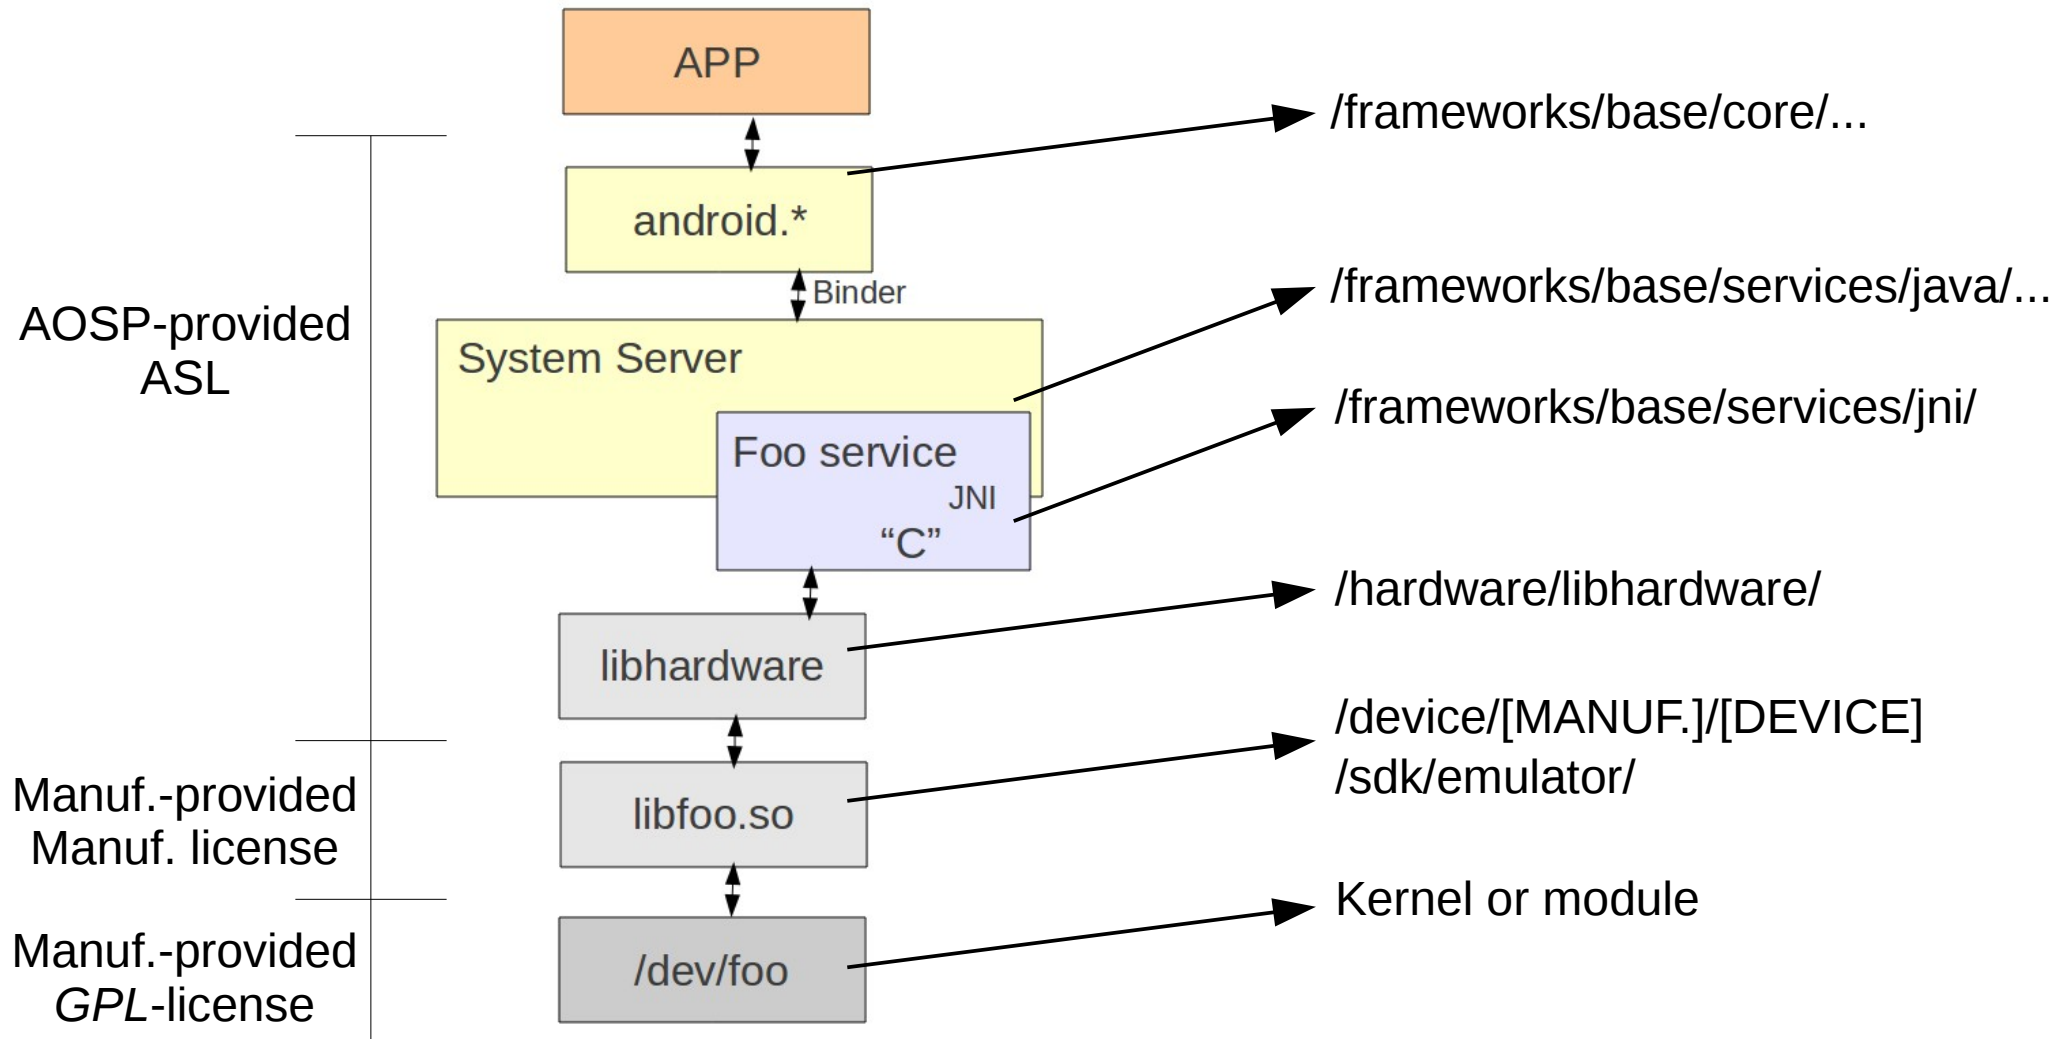 APP
/frameworks/base/core/...
android.*
Binder
/frameworks/base/services/java/...
AOSP-provided
ASL
System Server
/frameworks/base/services/jni/
Foo service
JNI
“C”
/hardware/libhardware/
libhardware
/device/[MANUF.]/[DEVICE]
/sdk/emulator/
Manuf.-provided
Manuf. license
libfoo.so
Kernel or module
Manuf.-provided
GPL-license
/dev/foo